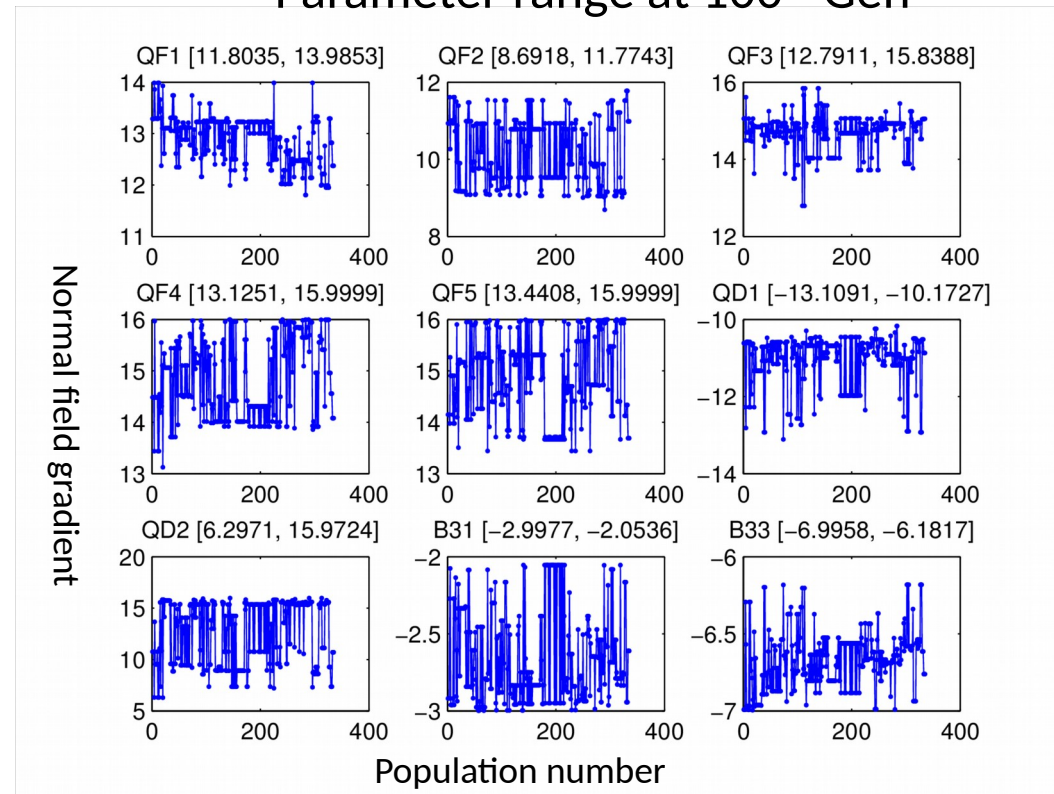 Parameter range at 100 Gen
QF1 [11.8035, 13.9853]
QF2 [8.6918, 11.7743]
QF3 [12.7911, 15.8388]
14
13
12
11
0 200 400
12
10
8
0 200 400
16
14
12
0 200 400
QF4 [13.1251, 15.9999]
QF5 [13.4408, 15.9999]
QD1 [−13.1091, −10.1727]
16
15
14
13
0 200 400
16
15
14
13
0 200 400
−10
−12
−14
0 200 400
QD2 [6.2971, 15.9724]
B31 [−2.9977, −2.0536]
B33 [−6.9958, −6.1817]
20
15
10
5
0 200 400
−2
−2.5
−3
0 200 400
−6
−6.5
−7
0 200 400
Normal field gradient
Population number